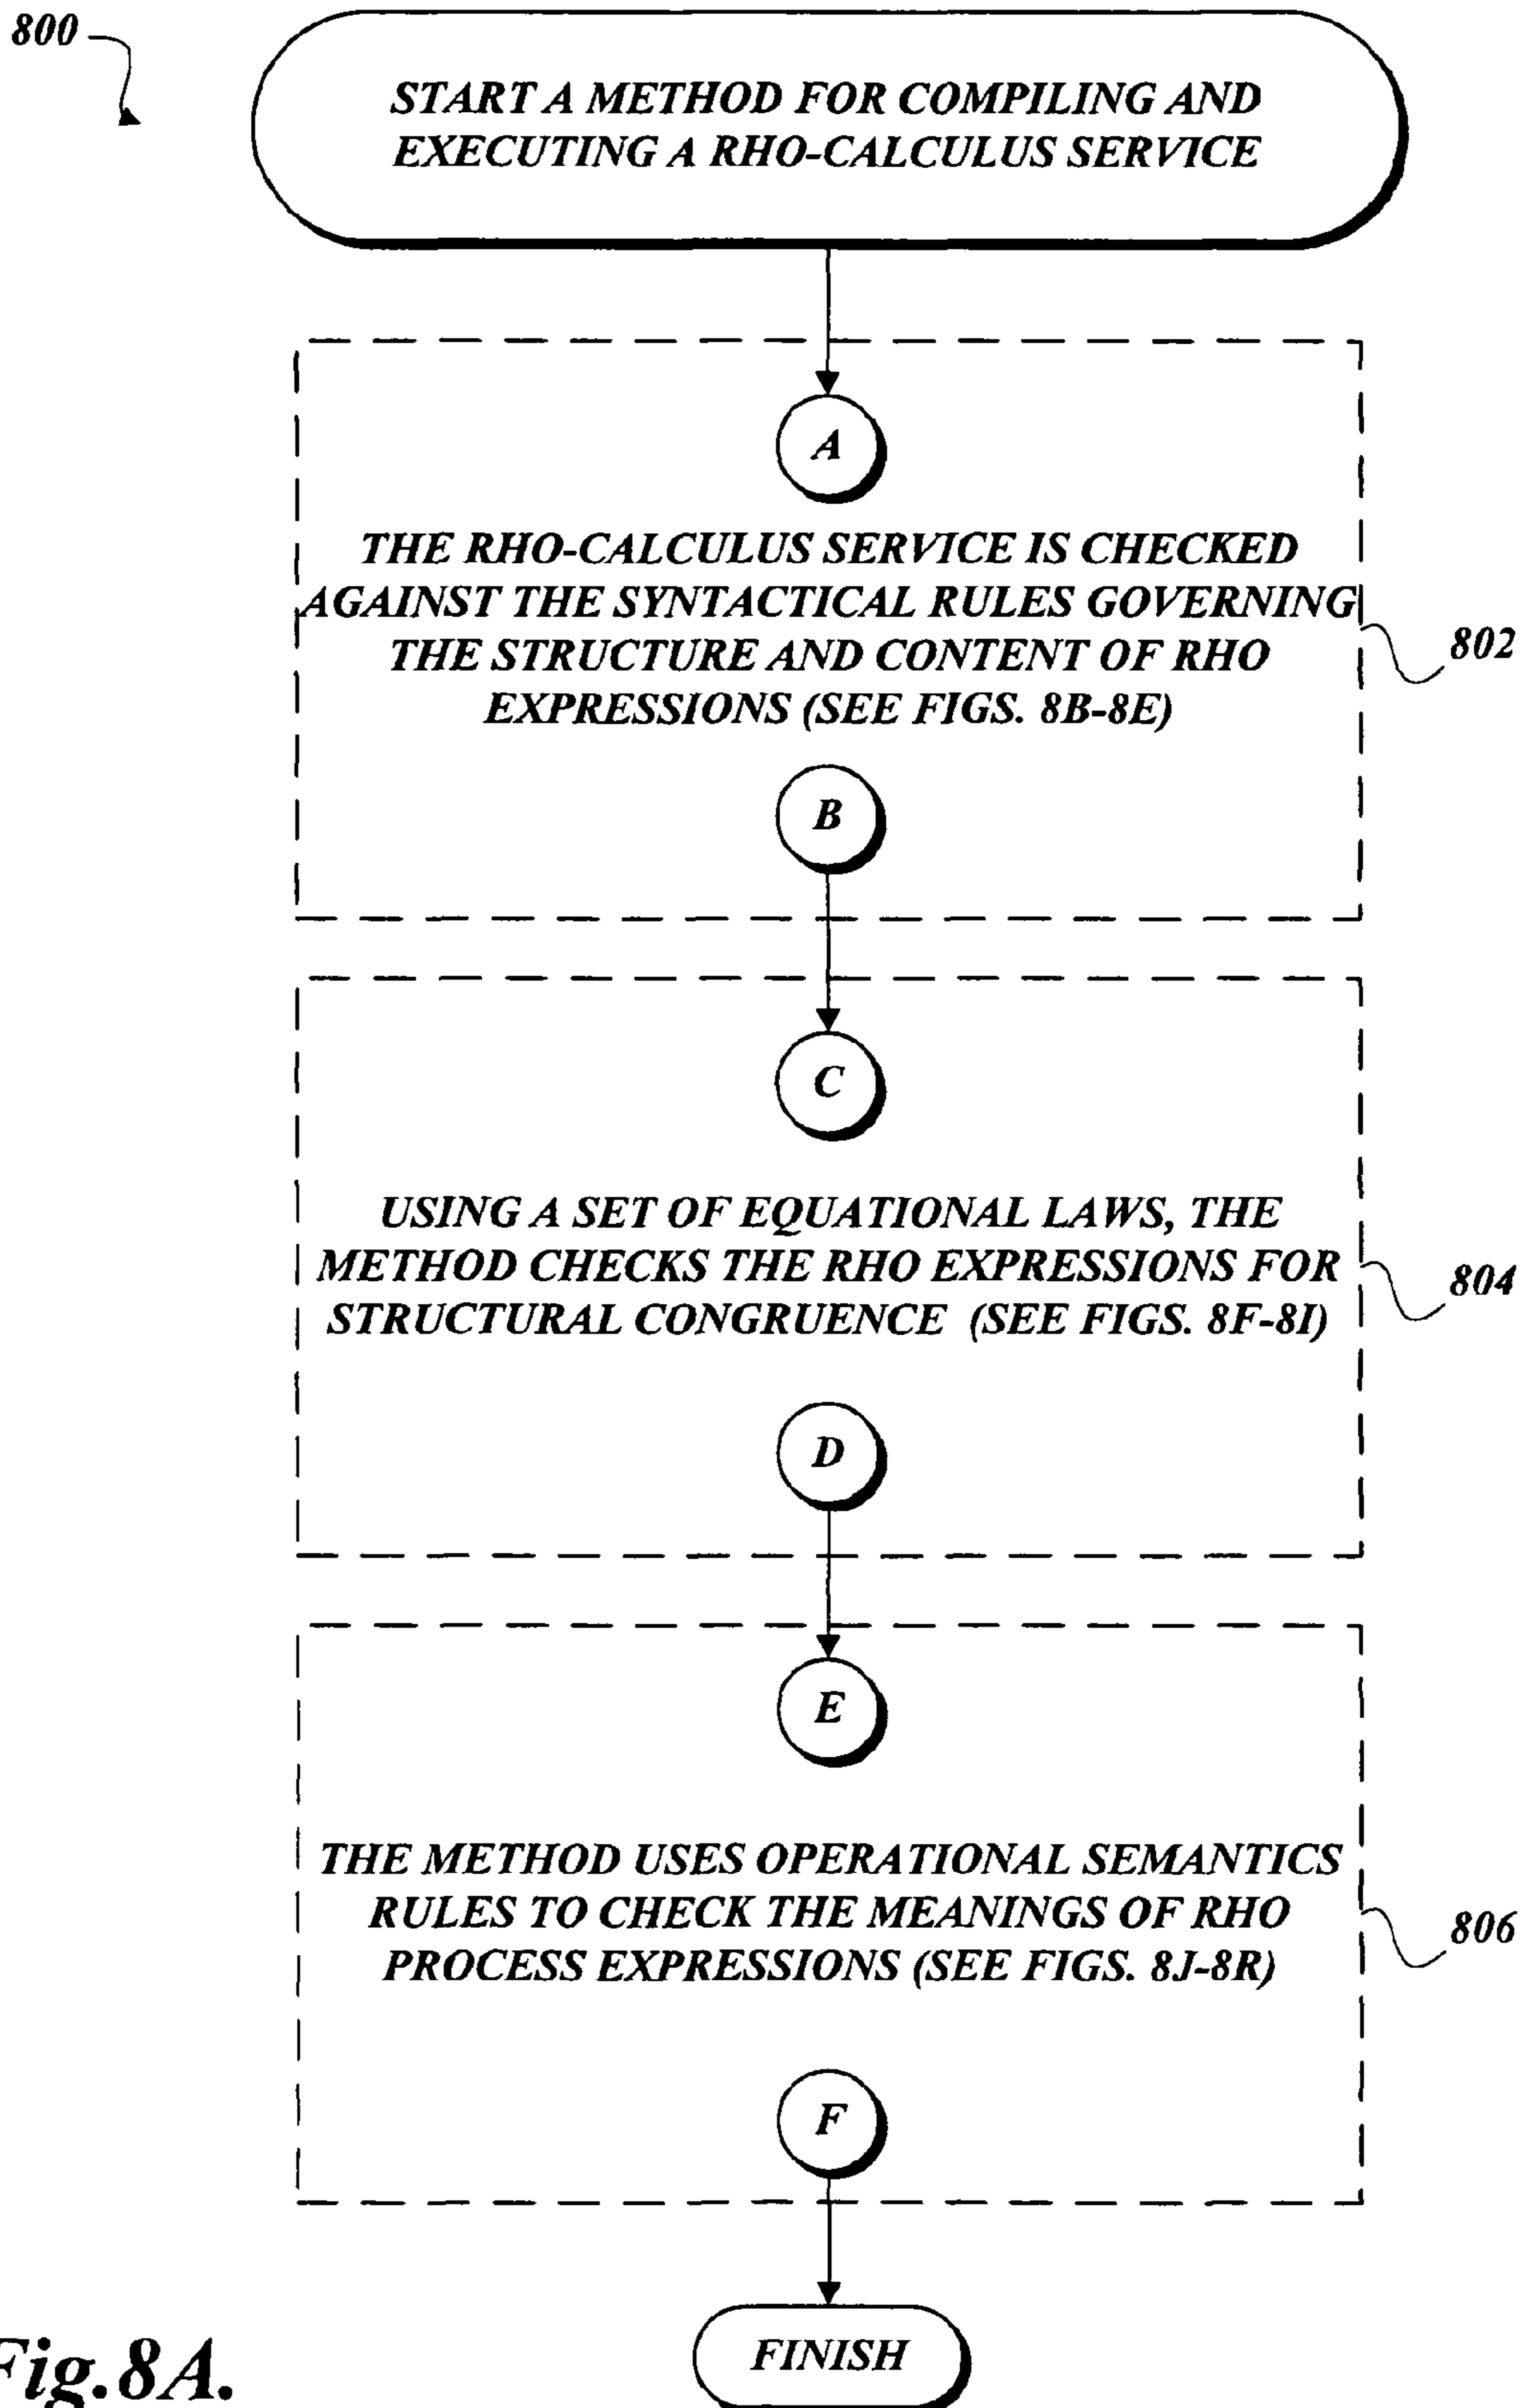 800
START A METHOD FOR COMPILING AND
EXECUTING A RHO-CALCULUS SERVICE
A
THE RHO-CALCULUS SERVICE IS CHECKED
AGAINST THE SYNTACTICAL RULES GOVERNING
THE STRUCTURE AND CONTENT OF RHO
EXPRESSIONS (SEE FIGS. 8B-8E)
802
B
C
USING A SET OF EQUATIONAL LAWS, THE
METHOD CHECKS THE RHO EXPRESSIONS FOR
STRUCTURAL CONGRUENCE (SEE FIGS. 8F-8I)
804
D
E
THE METHOD USES OPERATIONAL SEMANTICS
RULES TO CHECK THE MEANINGS OF RHO
PROCESS EXPRESSIONS (SEE FIGS. 8J-8R)
806
F
FINISH
Fig.8A.